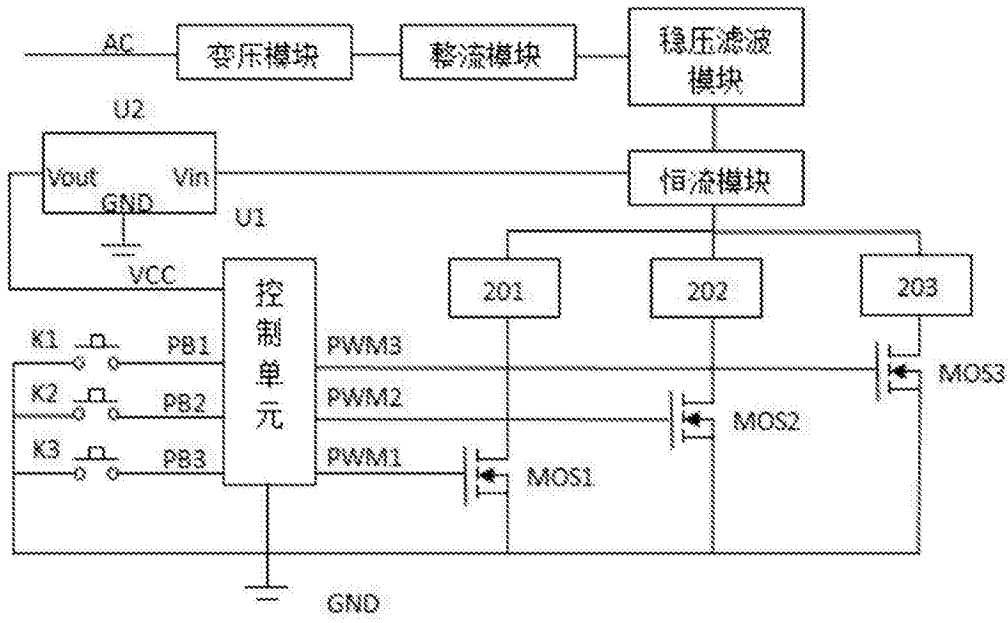 AC
变压模块
整流模块
稳压滤波
模块
U2
Vout
Vin
GND
恒流模块
U1
VCC
控制单元
201
202
203
K1
PB1
PWM3
MOS3
K2
PB2
PWM2
MOS2
K3
PB3
PWM1
MOS1
GND